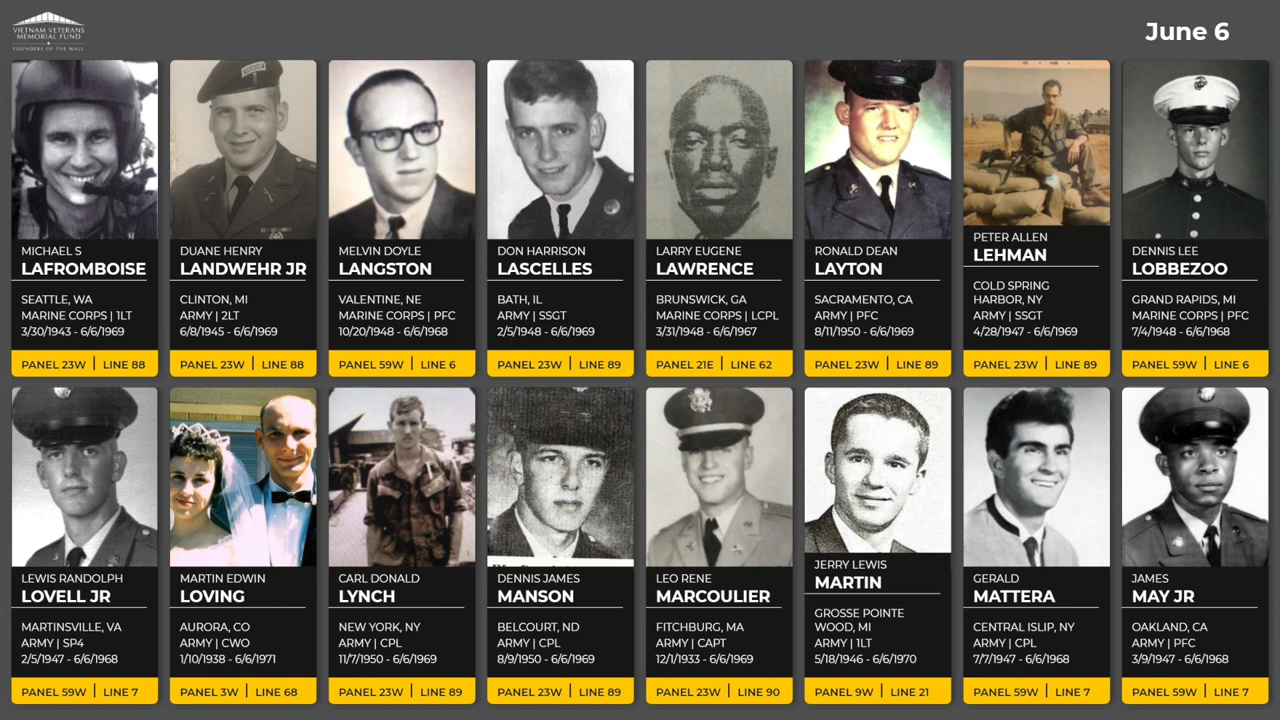 VIETNAM VETERANS
MEMORIAL FUND
FOUNDERS OF THE WALL
June 6
MICHAEL S
LAFROMBOISE
SEATTLE, WA
MARINE CORPS | 1LT
3/30/1943 - 6/6/1969
PANEL 23W | LINE 88
DUANE HENRY
LANDWEHR JR
CLINTON, MI
ARMY | 2LT
6/8/1945 - 6/6/1969
PANEL 23W | LINE 88
MELVIN DOYLE
LANGSTON
VALENTINE, NE
MARINE CORPS | PFC
10/20/1948 - 6/6/1968
PANEL 59W | LINE 6
DON HARRISON
LASCELLES
BATH, IL
ARMY | SSGT
2/5/1948 - 6/6/1969
PANEL 23W | LINE 89
LARRY EUGENE
LAWRENCE
BRUNSWICK, GA
MARINE CORPS | LCPL
3/31/1948 - 6/6/1967
PANEL 21E | LINE 62
RONALD DEAN
LAYTON
SACRAMENTO, CA
ARMY | PFC
8/11/1950 - 6/6/1969
PANEL 23W | LINE 89
PETER ALLEN
LEHMAN
COLD SPRING
HARBOR, NY
ARMY | SSGT
4/28/1947 - 6/6/1969
PANEL 23W | LINE 89
DENNIS LEE
LOBBEZOO
GRAND RAPIDS, MI
MARINE CORPS | PFC
7/4/1948 - 6/6/1968
PANEL 59W | LINE 6
LEWIS RANDOLPH
LOVELL JR
MARTINSVILLE, VA
ARMY | SP4
2/5/1947 - 6/6/1968
PANEL 59W | LINE 7
MARTIN EDWIN
LOVING
AURORA, CO
ARMY | CWO
1/10/1938 - 6/6/1971
PANEL 3W | LINE 68
CARL DONALD
LYNCH
NEW YORK, NY
ARMY | CPL
11/7/1950 - 6/6/1969
PANEL 23W | LINE 89
DENNIS JAMES
MANSON
BELCOURT, ND
ARMY | CPL
8/9/1950 - 6/6/1969
PANEL 23W | LINE 89
LEO RENE
MARCOULIER
FITCHBURG, MA
ARMY | CAPT
12/1/1933 - 6/6/1969
PANEL 23W | LINE 90
JERRY LEWIS
MARTIN
GROSSE POINTE
WOOD, MI
ARMY | 1LT
5/18/1946 - 6/6/1970
PANEL 9W | LINE 21
GERALD
MATTERA
CENTRAL ISLIP, NY
ARMY | CPL
7/7/1947 - 6/6/1968
PANEL 59W | LINE 7
JAMES
MAY JR
OAKLAND, CA
ARMY | PFC
3/9/1947 - 6/6/1968
PANEL 59W | LINE 7